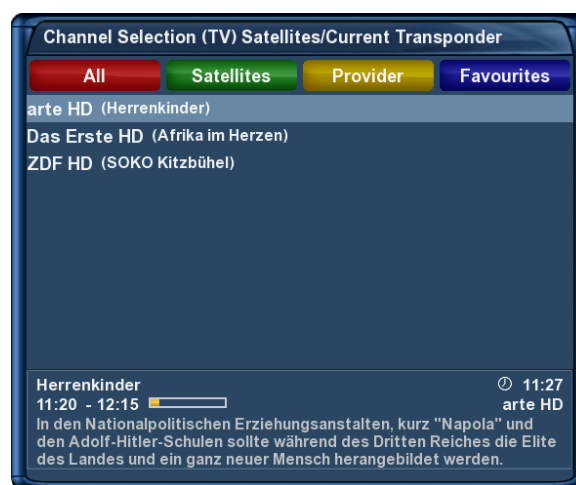 Channel Selection (TV) Satellites/Current Transponder
All Satellites Provider Favourites
arte HD (Herrenkinder)
Das Erste HD (Afrika im Herzen)
ZDF HD (SOKO Kitzbühel)
Herrenkinder 11:27
11:20 - 12:15 arte HD
In den Nationalpolitischen Erziehungsanstalten, kurz "Napola" und
den Adolf-Hitler-Schulen sollte während des Dritten Reiches die Elite
des Landes und ein ganz neuer Mensch herangebildet werden.